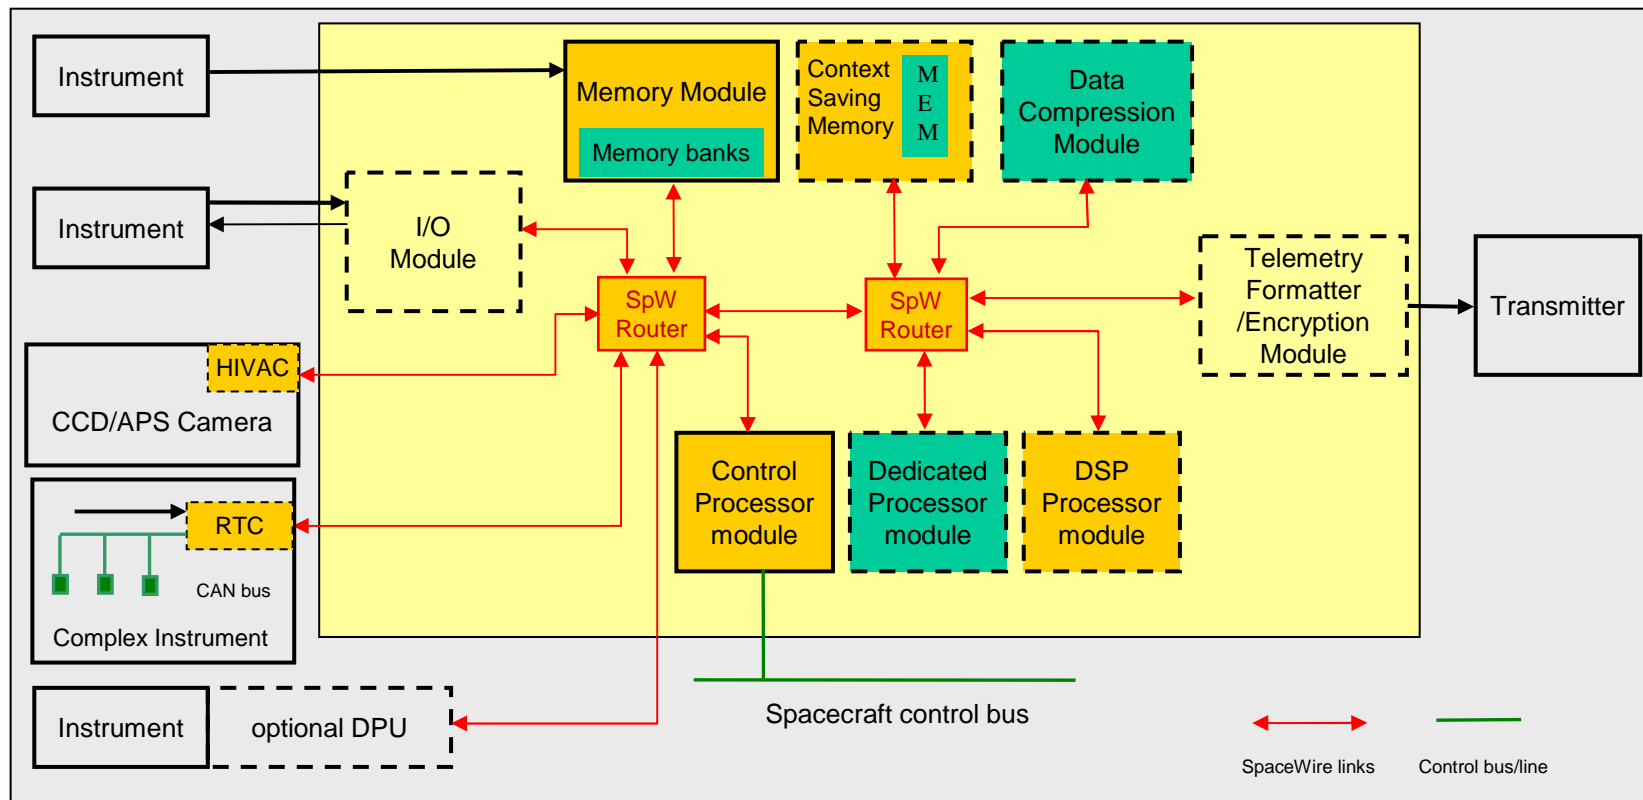 Instrument
Memory Module
Memory banks
Context
Saving
Memory
M
E
M
Data
Compression
Module
Instrument
I/O
Module
SpW
Router
SpW
Router
Telemetry
Formatter
/Encryption
Module
Transmitter
HIVAC
CCD/APS Camera
RTC
CAN bus
Complex Instrument
Control
Processor
module
Dedicated
Processor
module
DSP
Processor
module
Instrument
optional DPU
Spacecraft control bus
SpaceWire links
Control bus/line